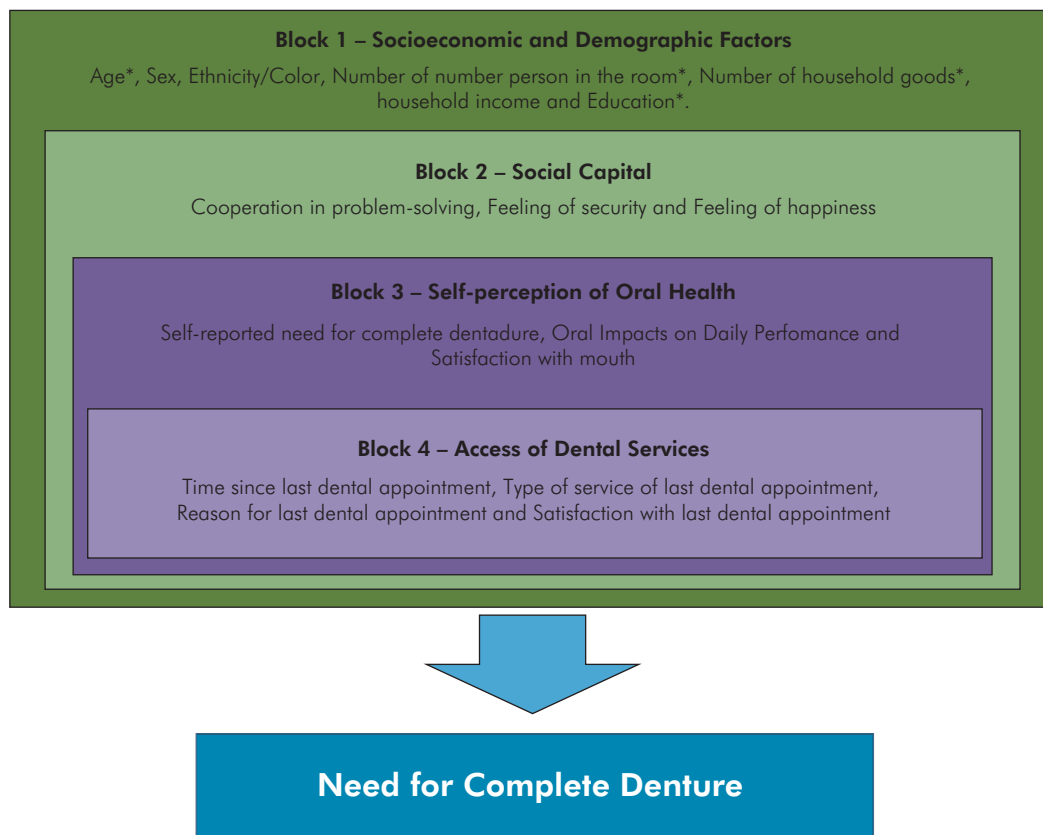 Block 1 – Socioeconomic and Demographic Factors
Age*, Sex, Ethnicity/Color, Number of number person in the room*, Number of household goods*,
household income and Education*.
Block 2 – Social Capital
Cooperation in problem-solving, Feeling of security and Feeling of happiness
Block 3 – Self-perception of Oral Health
Self-reported need for complete dentadure, Oral Impacts on Daily Perfomance and
Satisfaction with mouth
Block 4 – Access of Dental Services
Time since last dental appointment, Type of service of last dental appointment,
Reason for last dental appointment and Satisfaction with last dental appointment
Need for Complete Denture